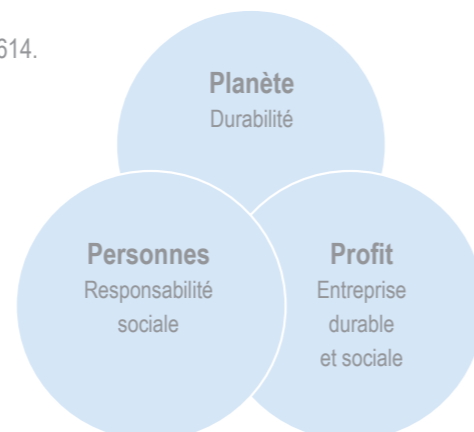 614.
Planète
Durabilité
Personnes
Responsabilité
sociale
Profit
Entreprise
durable
et sociale